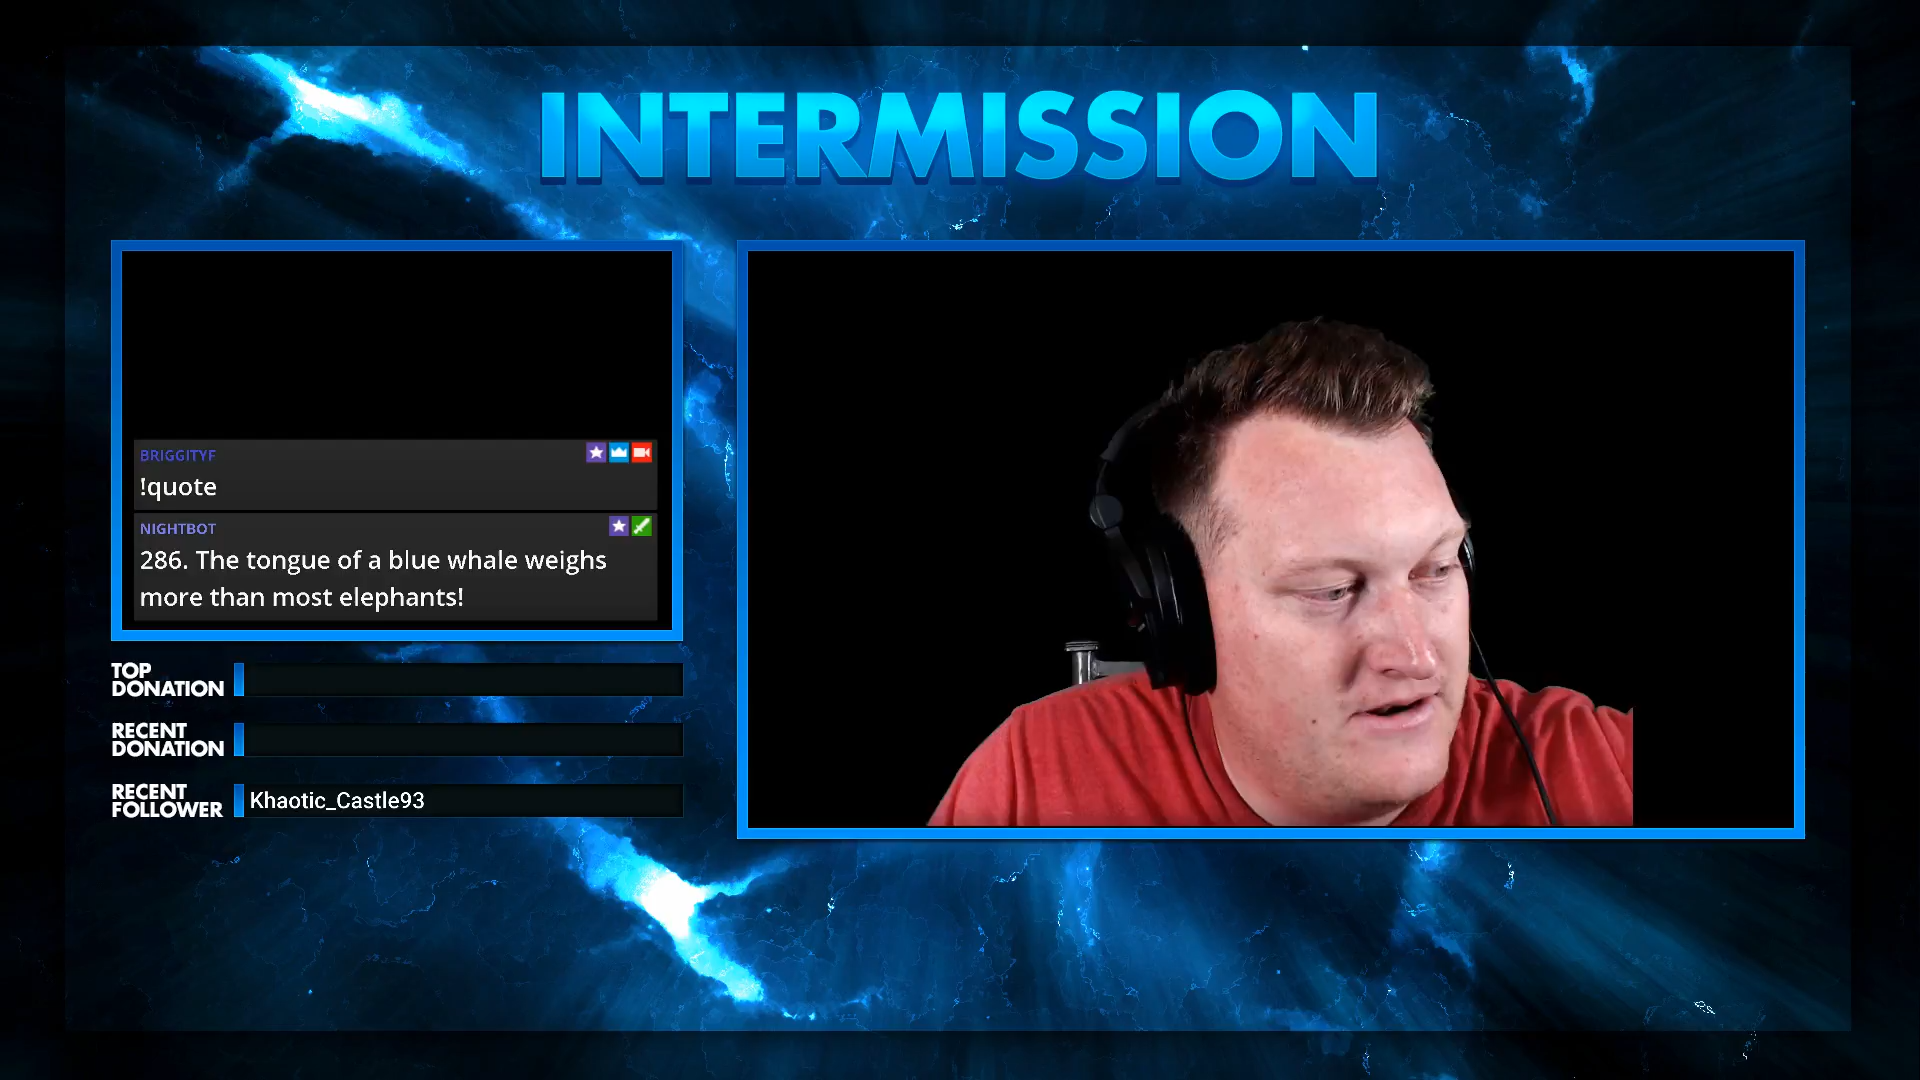 INTERMISSION
BRIGGITYF
!quote
NIGHTBOT
286. The tongue of a blue whale weighs
more than most elephants!
TOP
DONATION
RECENT
DONATION
RECENT
FOLLOWER
Khaotic_Castle93